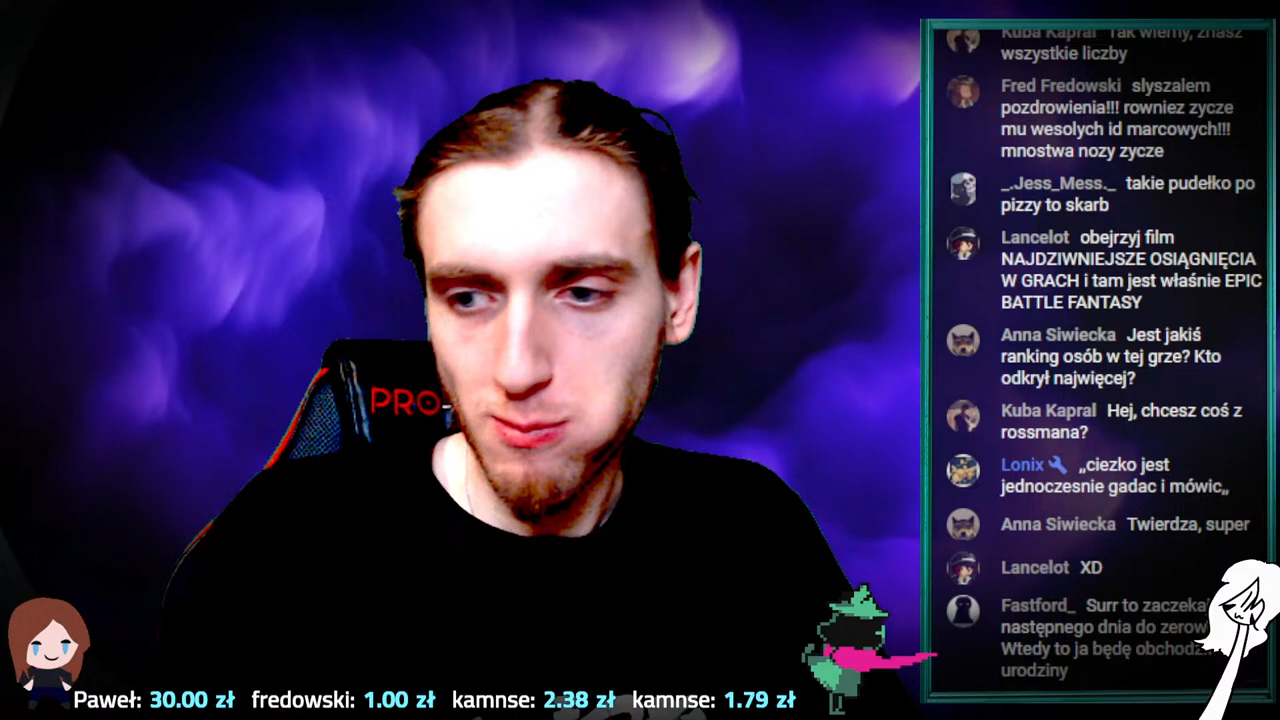 Kuba Kapral Tak wiemy, znasz
wszystkie liczby
Fred Fredowski slyszalem
pozdrowienia!!! rowniez zycze
mu wesolych id marcowych!!!
mnostwa nozy zycze
_.Jess_Mess._ takie pudełko po
pizzy to skarb
Lancelot obejrzyj film
NAJDZIWNIEJSZE OSIĄGNIĘCIA
W GRACH i tam jest właśnie EPIC
BATTLE FANTASY
Anna Siwiecka Jest jakiś
ranking osób w tej grze? Kto
odkrył najwięcej?
Kuba Kapral Hej, chcesz coś z
rossmana?
Lonix „ciezko jest
jednoczesnie gadac i mówic„
Anna Siwiecka Twierdza, super
Lancelot XD
Fastford_ Surr to zaczeka
następnego dnia do
Wtedy to ja będę
urodziny
PRO-
Paweł: 30.00 zł fredowski: 1.00 zł kamnse: 2.38 zł kamnse: 1.79 zł